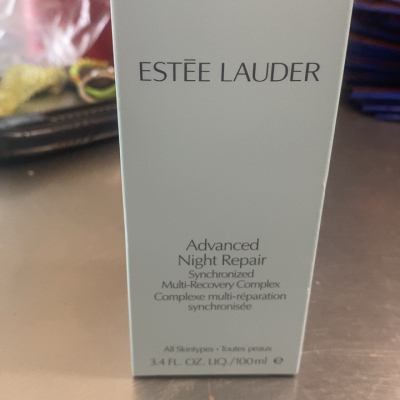 ESTĒE LAUDER
Advanced
Night Repair
Synchronized
Multi-Recovery Complex
Complexe multi-réparation
synchronisée
All Skintypes • Toutes peaux
3.4 FL. OZ. LIQ./100ml ℮